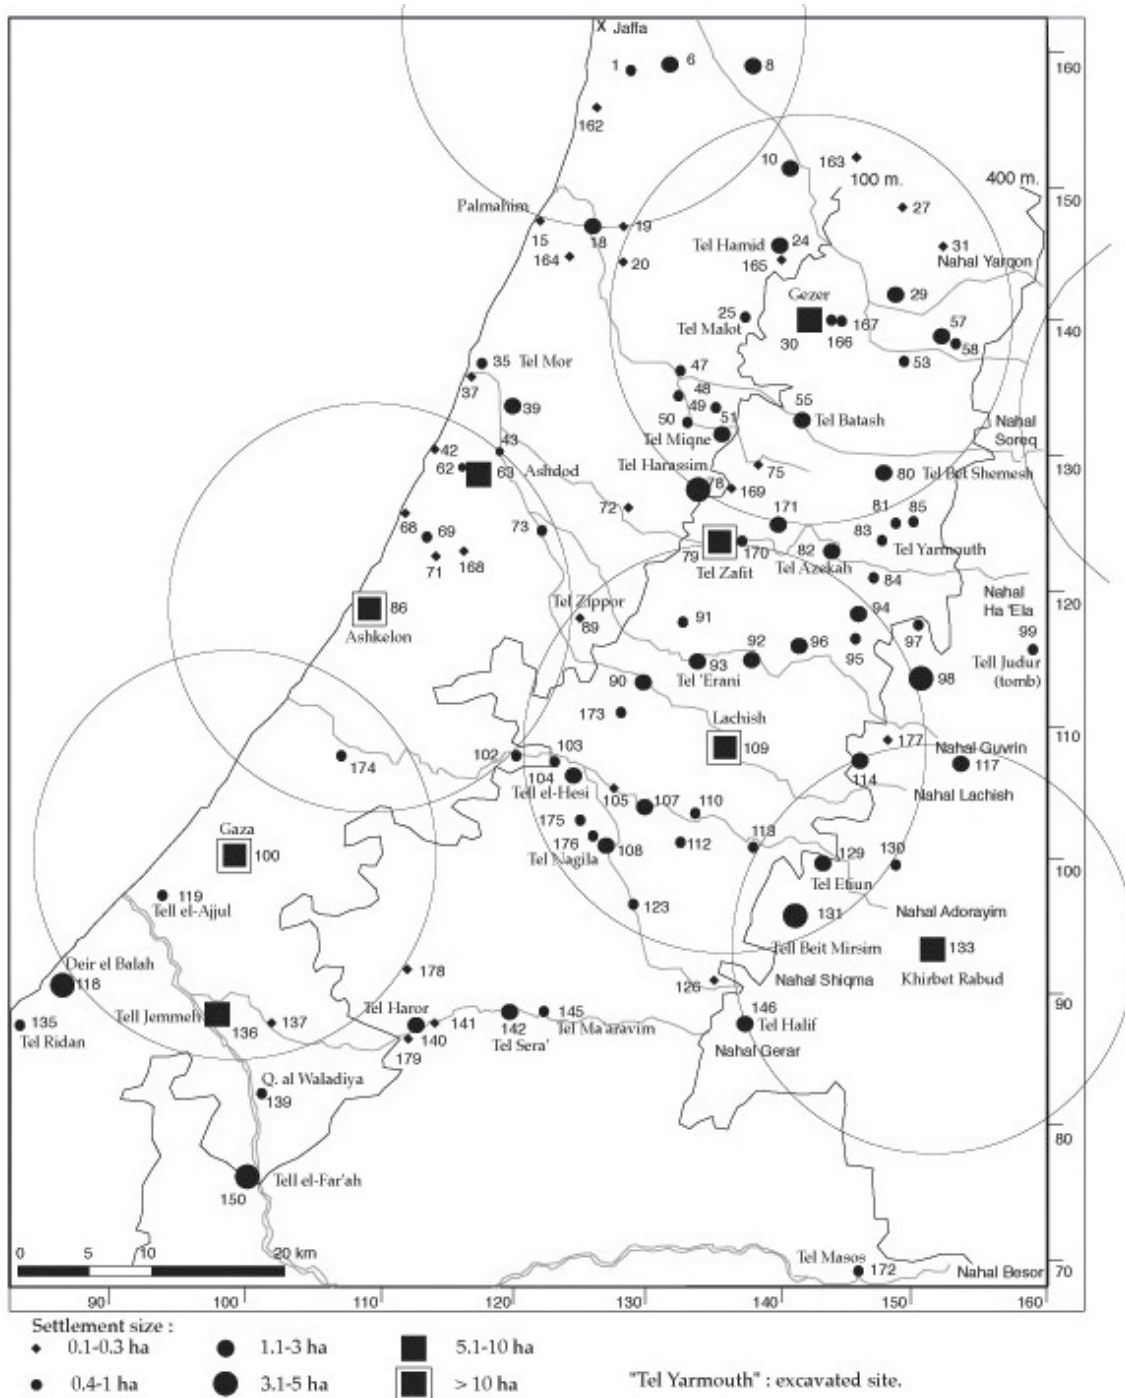 X Jaffa
1
6
8
160
162
10
163
100 m.
400 m.
150
27
Palmahim
15
18
19
164
20
Tel Hamid
24
165
31
Nahal Yarqon
29
Gezer
25
Tel Malot
30
166
167
57
58
53
140
35
Tel Mor
37
39
47
48
49
50
51
55
Tel Batash
Tel Miqne
Nahal
Soreq
42
43
62
63
Ashdod
Tel Harassim
78
169
75
80
Tel Bet Shemesh
130
68
69
71
168
72
73
171
81
85
83
Tel Yarmouth
79
170
82
Tel Zafit
Tel Azekah
84
Nahal
Ha 'Ela
120
86
Ashkelon
Tel Zippor
89
91
94
97
99
95
96
92
93
Tel 'Erani
Tell Judur
(tomb)
98
90
173
Lachish
109
177
Nahal Guvrin
110
117
114
Nahal Lachish
174
102
103
104
Tell el-Hesi
105
107
110
175
176
Tel Nagila
108
112
113
129
130
Tel Etiun
100
Gaza
100
119
Tell el-Ajjul
123
131
Nahal Adorayim
Tell Beit Mirsim
133
Khirbet Rabud
Deir el Balah
118
178
126
Nahal Shiqma
90
135
Tel Ridan
Tell Jemmeh
136
137
Tel Haror
141
140
179
142
Tel Sera'
145
Tel Ma'aravim
146
Tel Halif
Nahal Gerar
Q. al Waladiya
139
80
150
Tell el-Far'ah
0 5 10 20 km
Tel Masos
172
Nahal Besor
70
90 100 110 120 130 140 150 160
Settlement size :
0.1-0.3 ha 1.1-3 ha 5.1-10 ha
0.4-1 ha 3.1-5 ha > 10 ha
"Tel Yarmouth" : excavated site.